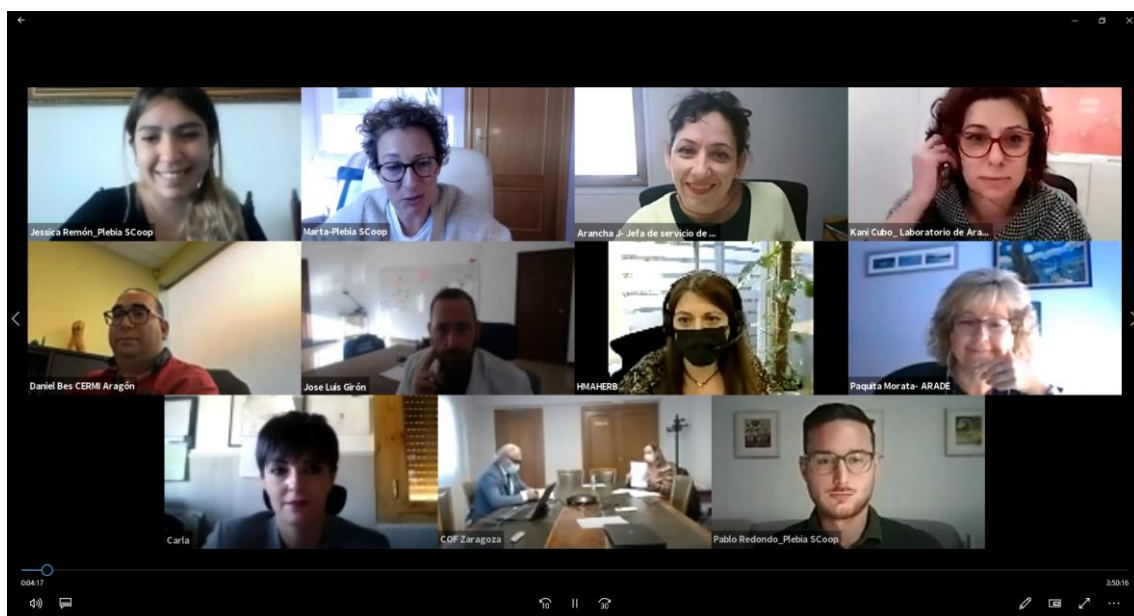 Jessica Remón_Plebia SCoop
Marta-Plebia SCoop
Arancha J- Jefa de servicio de ...
Kani Cubo_ Laboratorio de Ara...
Daniel Bes CERMI Aragón
Jose Luis Girón
HMAHERB
Paquita Morata- ARADE
Carla
COF Zaragoza
Pablo Redondo_Plebia SCoop
0:04:17
3:50:16
10
30